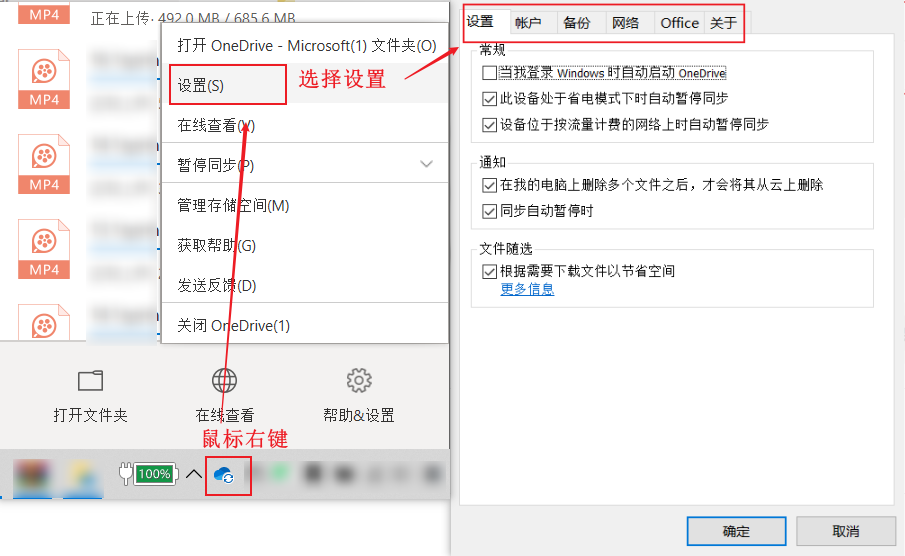 MP4
正在上传· 492.0 MB / 685.6 MB
MP4
MP4
MP4
打开 OneDrive - Microsoft(1) 文件夹(O)
设置(S)
选择设置
在线查看(V)
暂停同步(P)
管理存储空间(M)
获取帮助(G)
发送反馈(D)
关闭 OneDrive(1)
打开文件夹
在线查看
帮助&设置
鼠标右键
100%
设置
帐户
备份
网络
Office
关于
常规
当我登录 Windows 时自动启动 OneDrive
此设备处于省电模式下时自动暂停同步
设备位于按流量计费的网络上时自动暂停同步
通知
在我的电脑上删除多个文件之后，才会将其从云上删除
同步自动暂停时
文件随选
根据需要下载文件以节省空间
更多信息
确定
取消